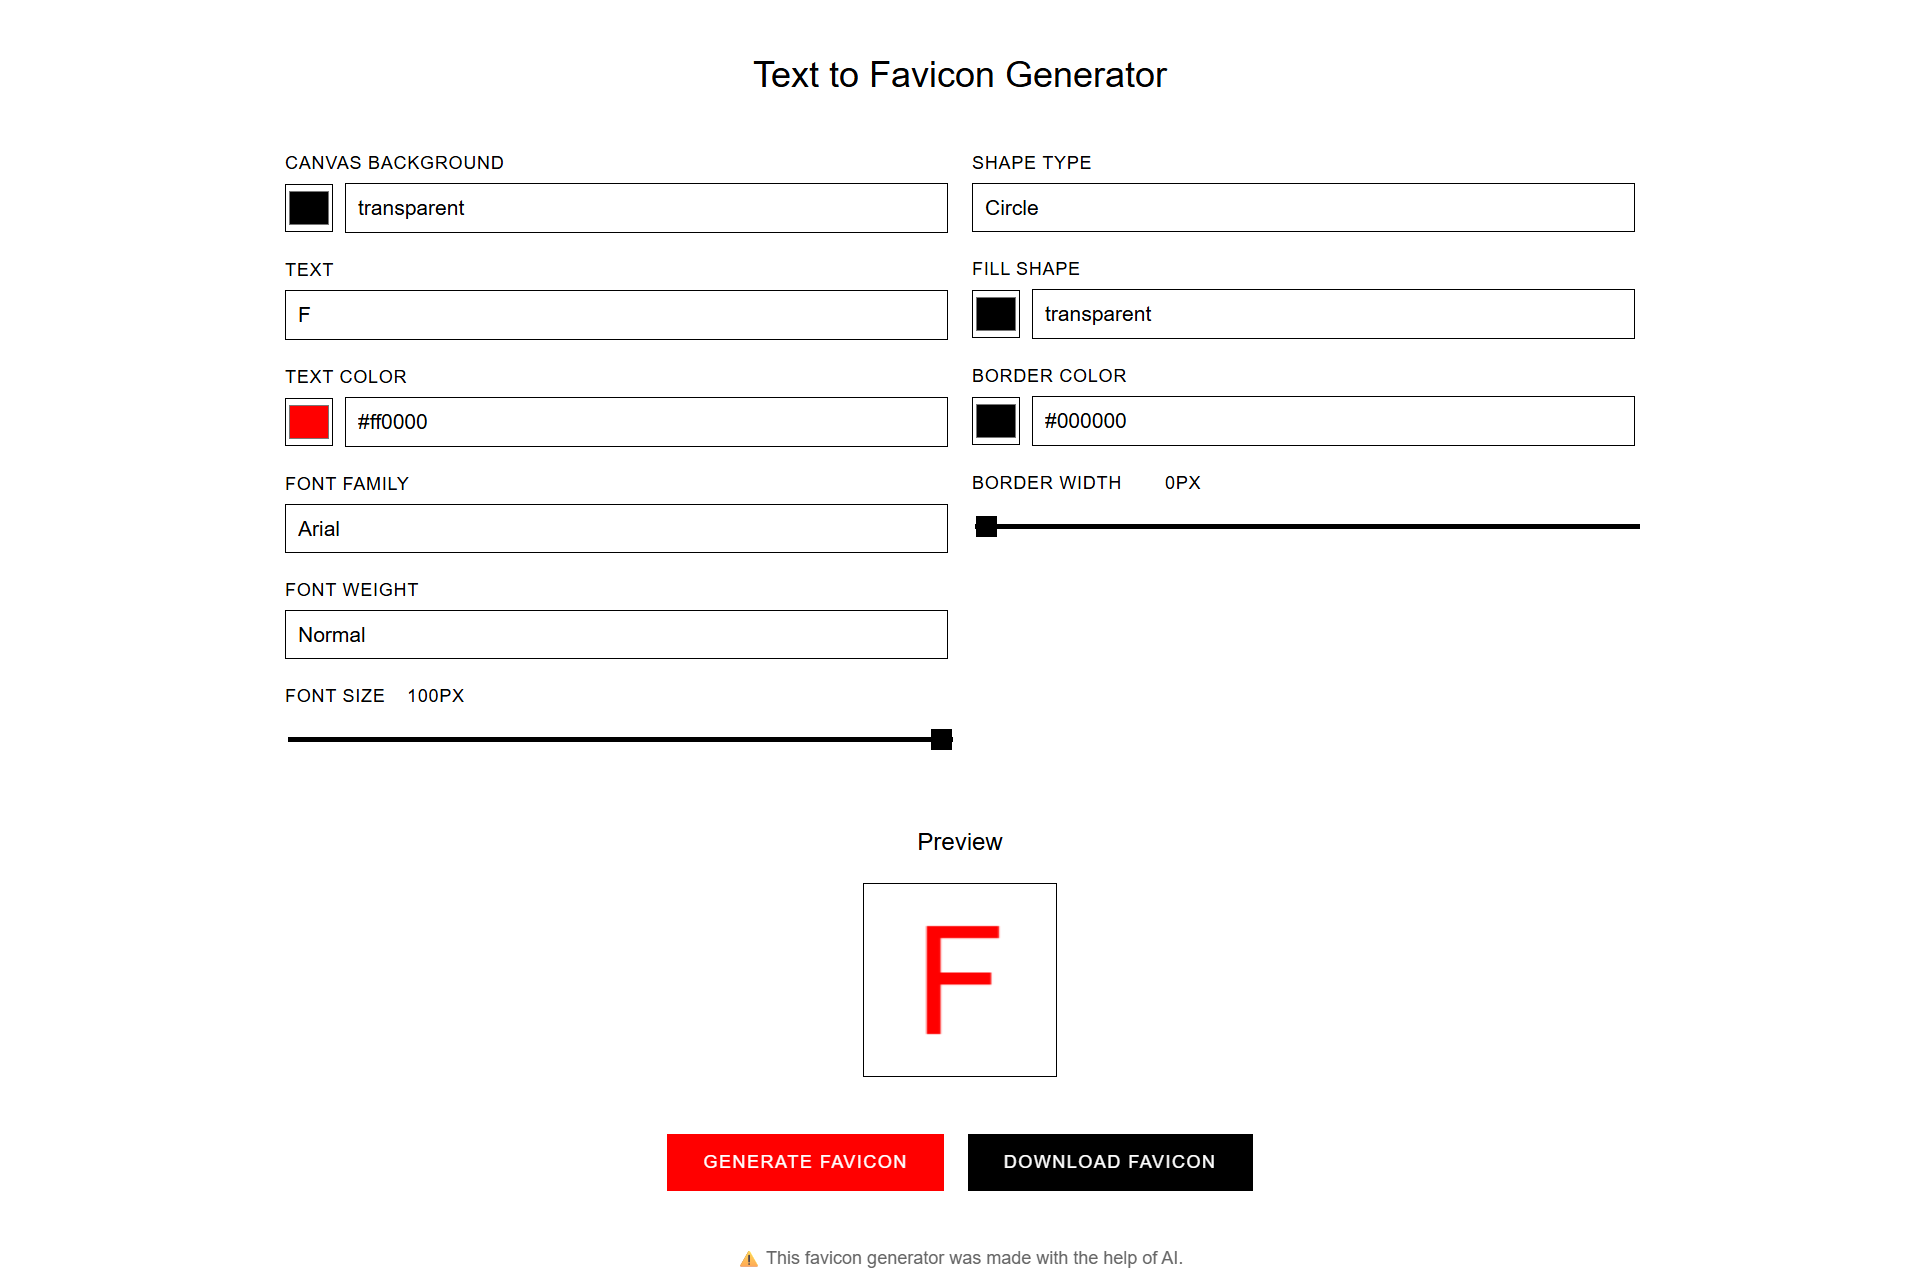 Text to Favicon Generator
CANVAS BACKGROUND
transparent
TEXT
F
TEXT COLOR
#ff0000
FONT FAMILY
Arial
FONT WEIGHT
Normal
FONT SIZE 100PX
SHAPE TYPE
Circle
FILL SHAPE
transparent
BORDER COLOR
#000000
BORDER WIDTH 0PX
Preview
F
GENERATE FAVICON
DOWNLOAD FAVICON
⚠️ This favicon generator was made with the help of AI.